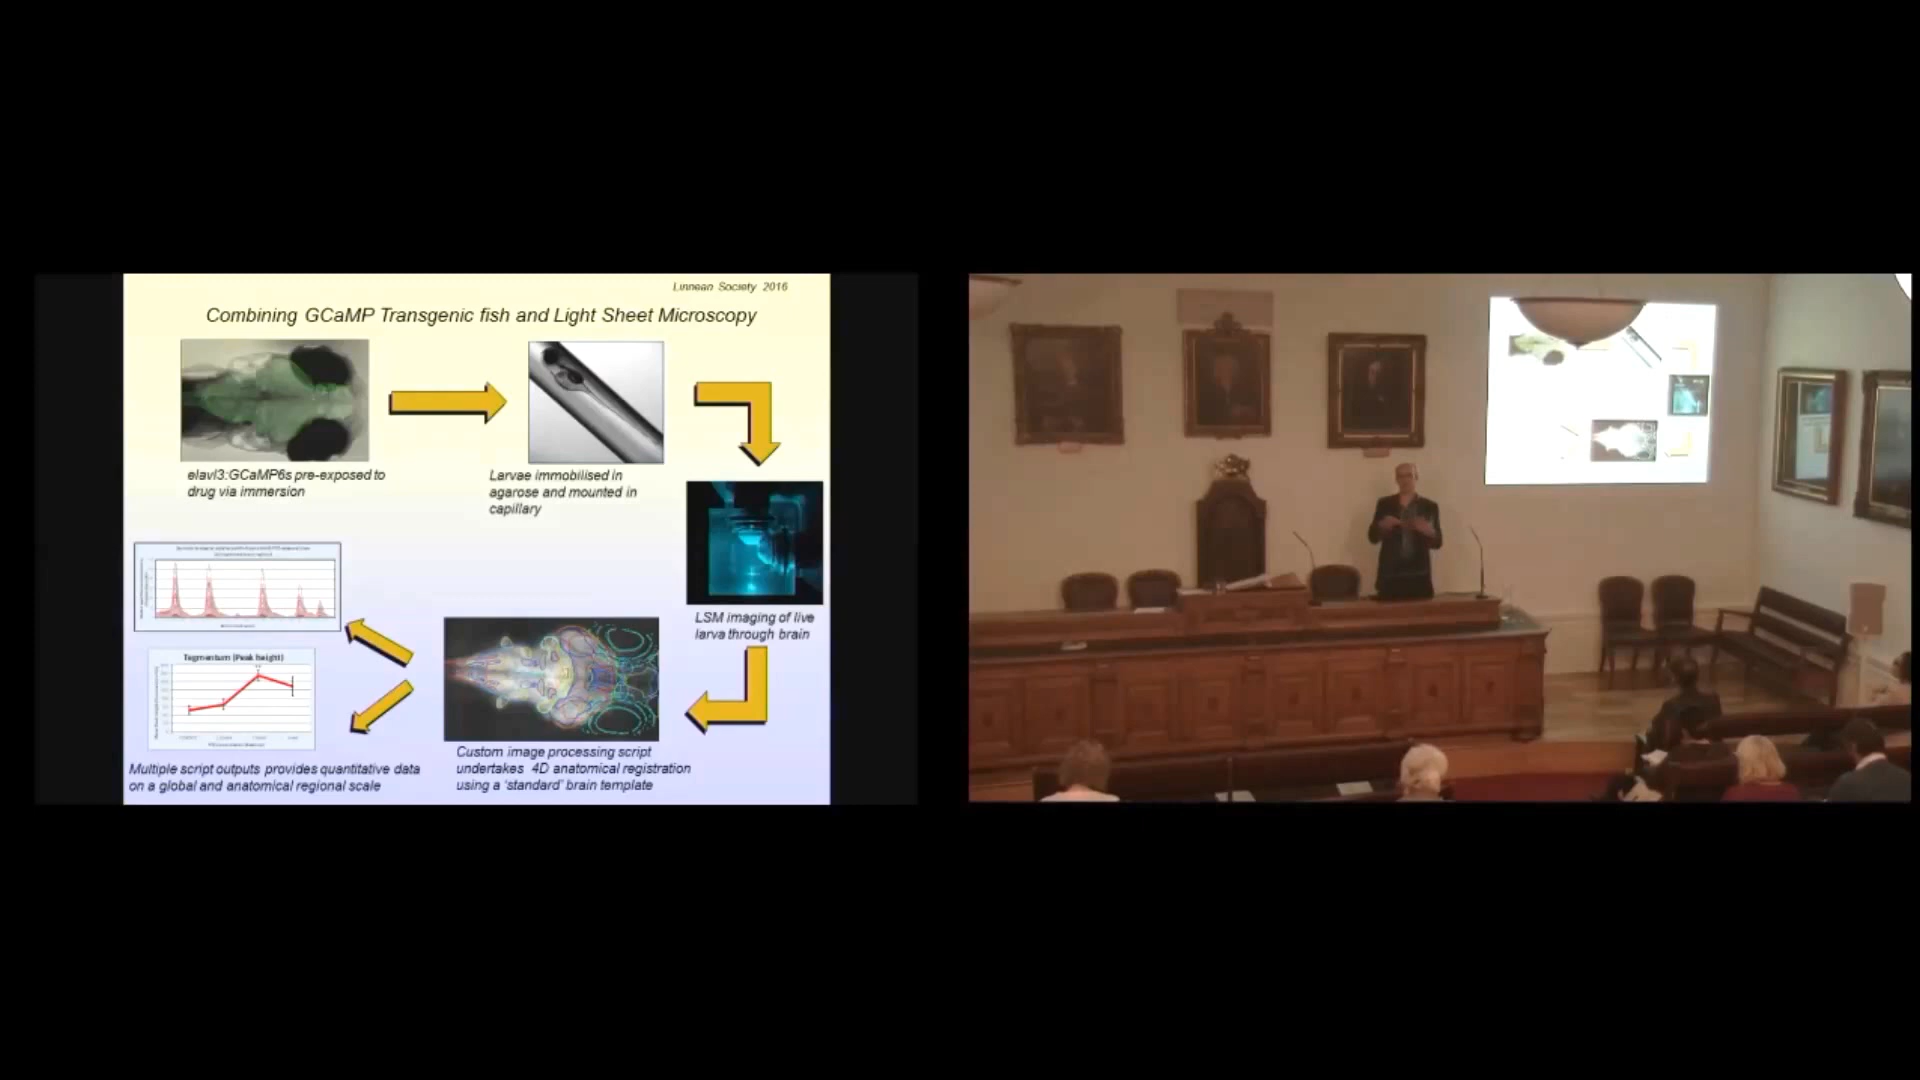 Linnean Society 2016
Combining GCaMP Transgenic fish and Light Sheet Microscopy
elavl3:GCaMP6s pre-exposed to
drug via immersion
Larvae immobilised in
agarose and mounted in
capillary
LSM imaging of live
larva through brain
Tegmentum (Peak height)
Custom image processing script
undertakes 4D anatomical registration
using a 'standard' brain template
Multiple script outputs provides quantitative data
on a global and anatomical regional scale